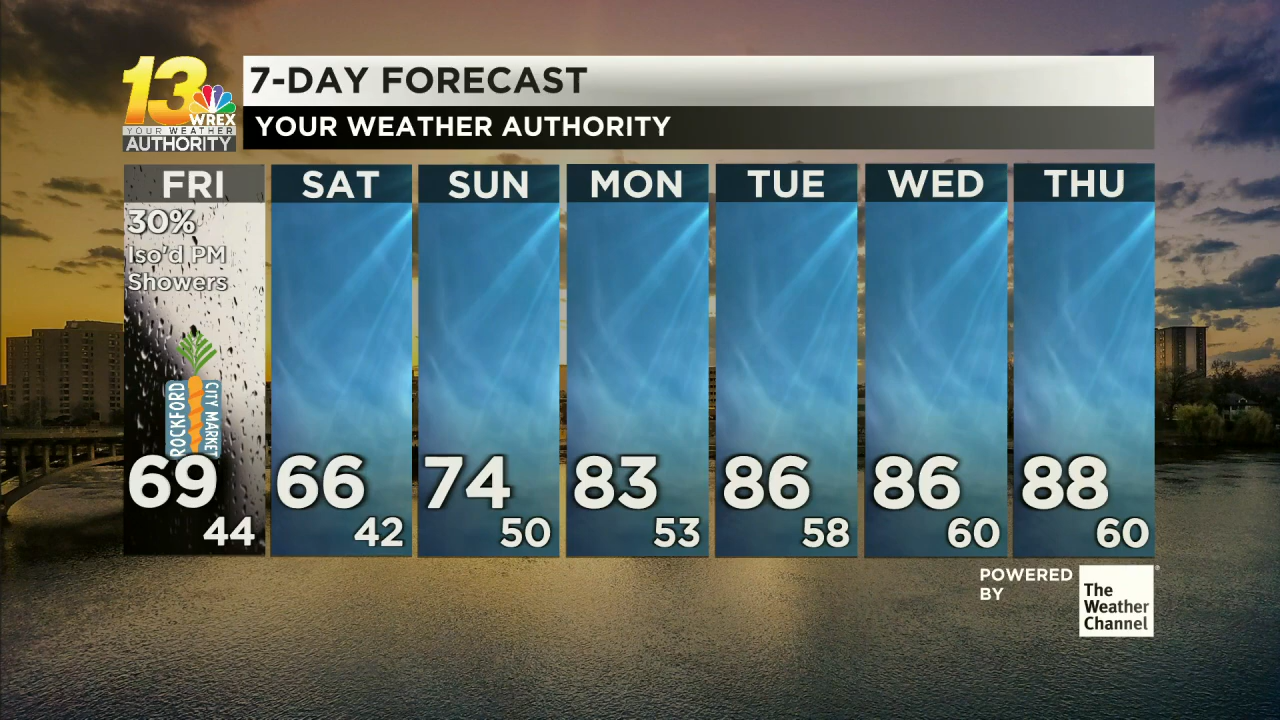 13
WREX
YOUR WEATHER
AUTHORITY
7-DAY FORECAST
YOUR WEATHER AUTHORITY
FRI
30%
Iso'd PM
Showers
ROCKFORD
CITY MARKET
69
44
SAT
66
42
SUN
74
50
MON
83
53
TUE
86
58
WED
86
60
THU
88
60
POWERED
BY
The
Weather
Channel
®